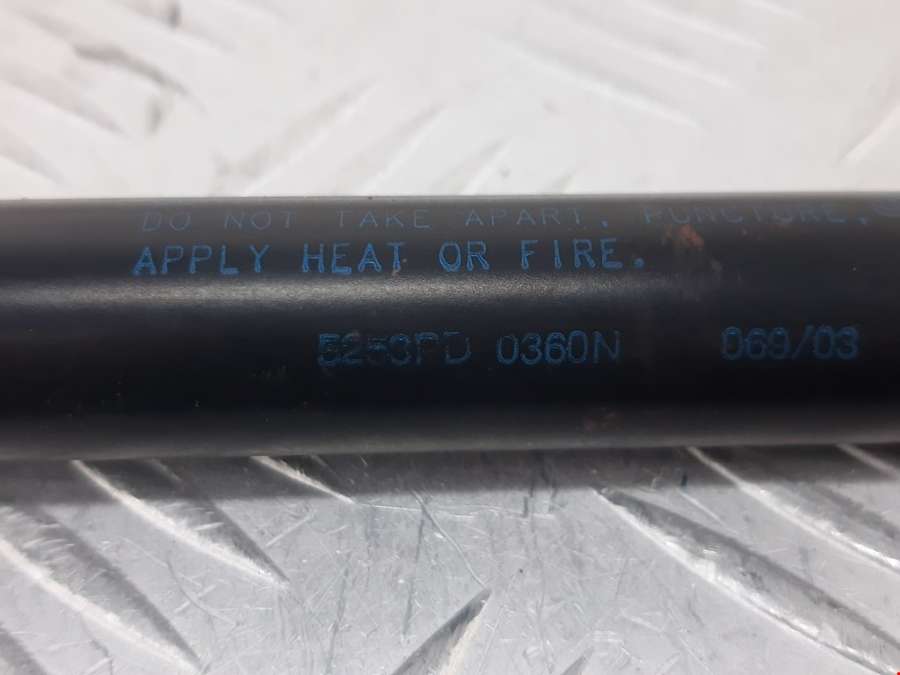 DO NOT TAKE APART, PUNCTURE,
APPLY HEAT OR FIRE.
0360N 069/03